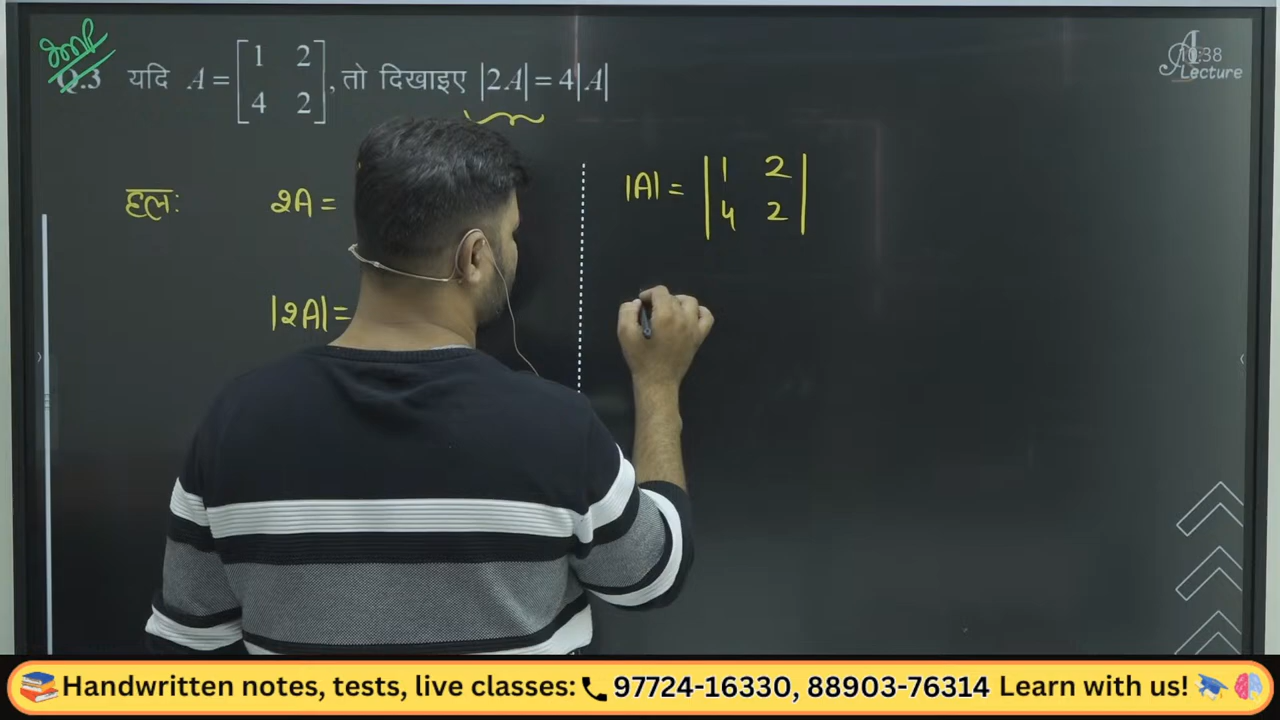 Imp
Q.3 यदि A = [1 2 4 2], तो दिखाइए |2A| = 4|A|
10:38
A Lecture
हलः 2A =
|2A| =
|A| = |1 2
4 2|
Handwritten notes, tests, live classes: 97724-16330, 88903-76314 Learn with us!